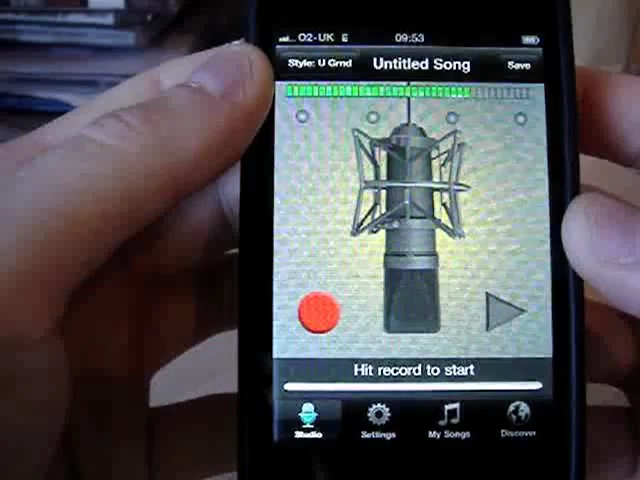 O2-UK E 09:53
Style: U Grnd Untitled Song Save
Hit record to start
Studio Settings My Songs Discover